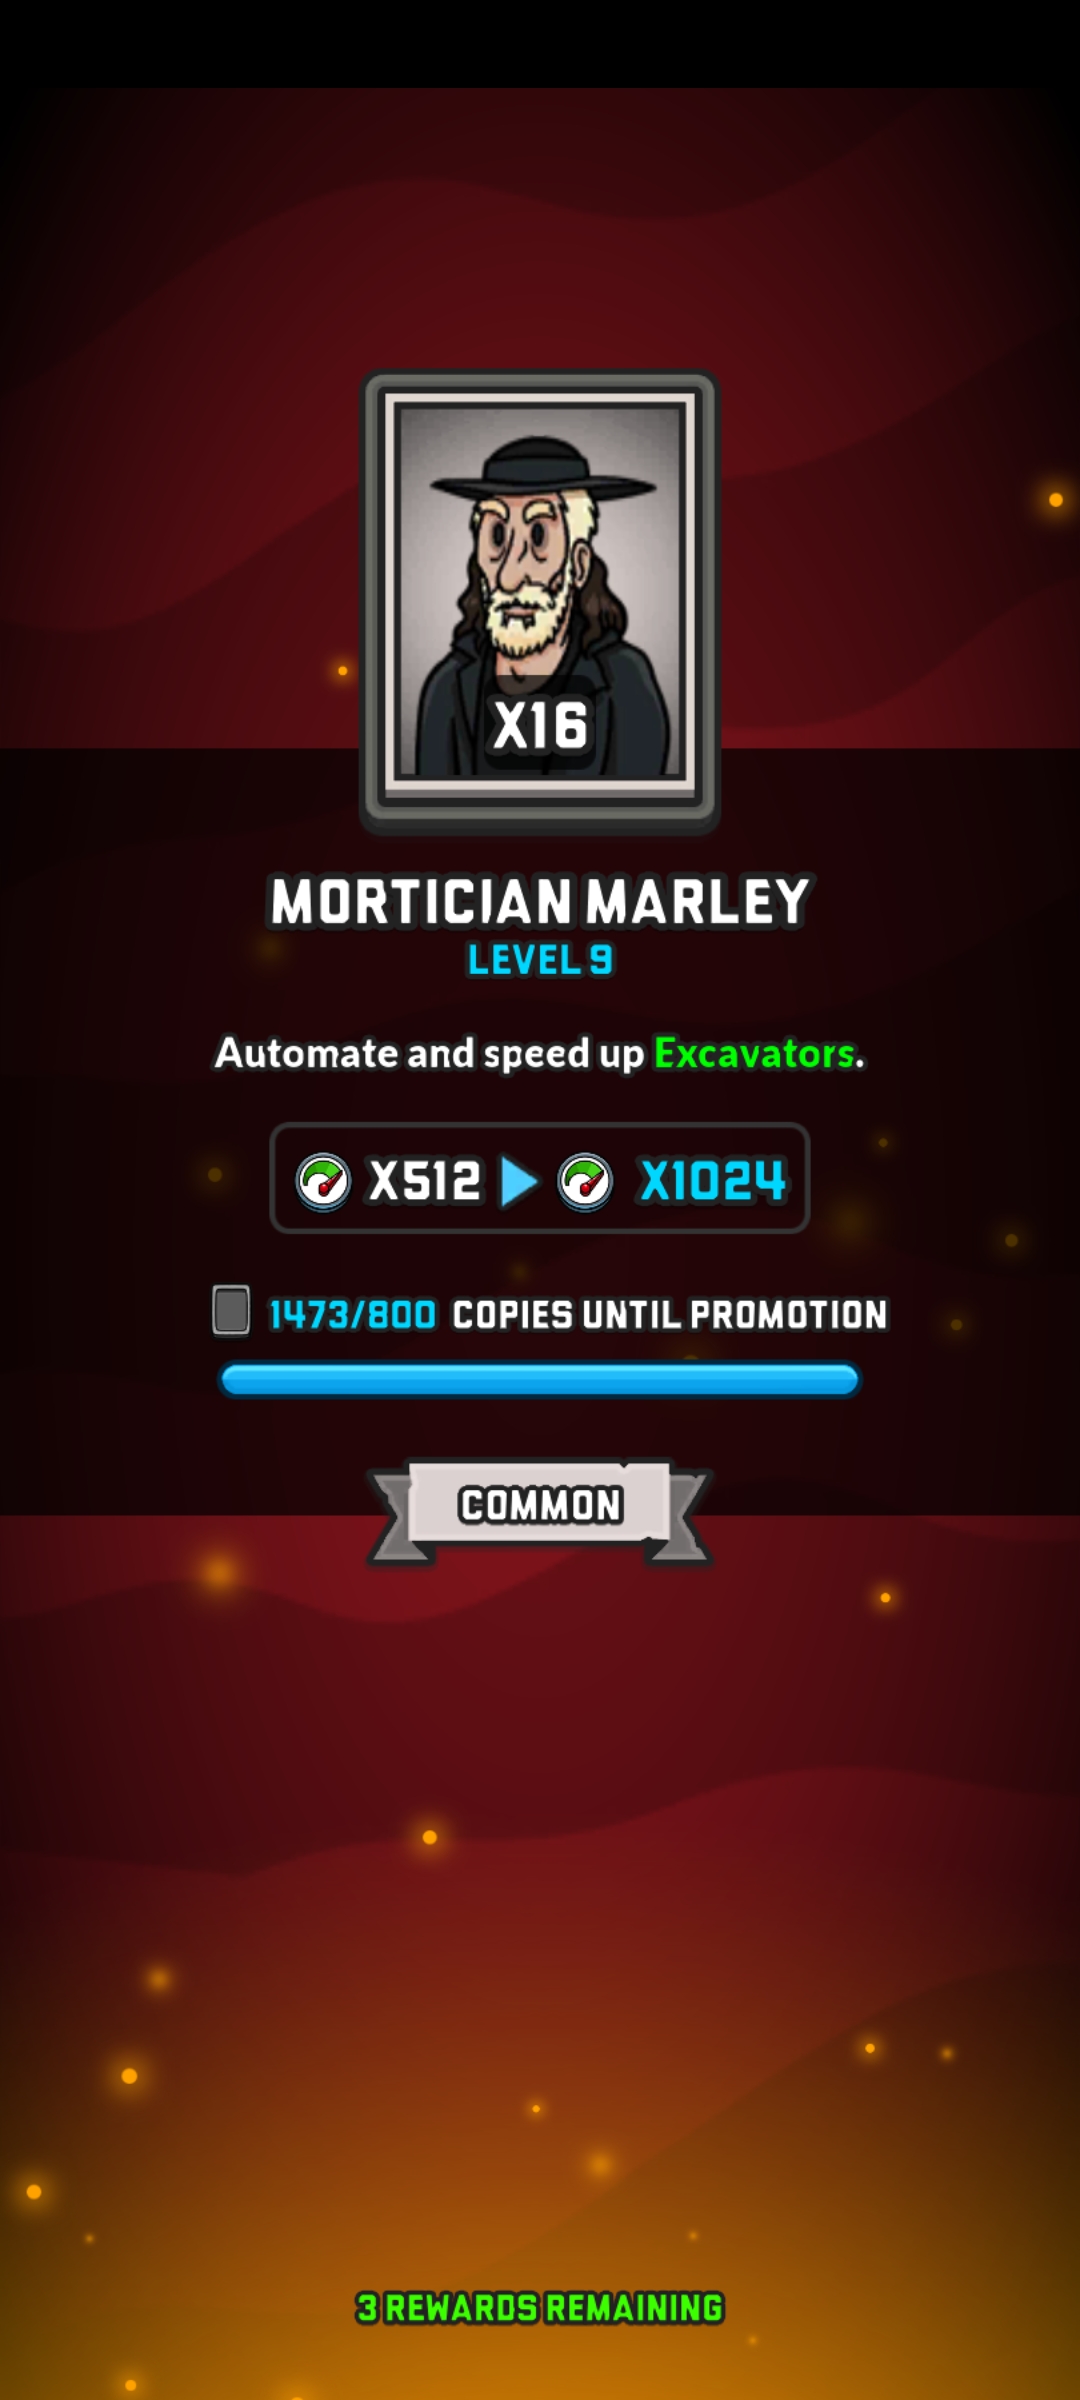 X16
MORTICIAN MARLEY
LEVEL 9
Automate and speed up Excavators.
X512 X1024
1473/800 COPIES UNTIL PROMOTION
COMMON
3 REWARDS REMAINING